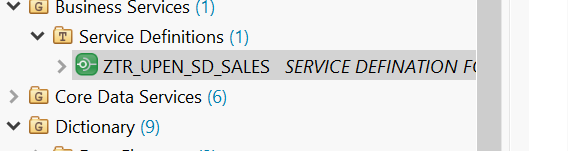 Business Services (1)
Service Definitions (1)
ZTR_UPEN_SD_SALES SERVICE DEFINATION FO
Core Data Services (6)
Dictionary (9)